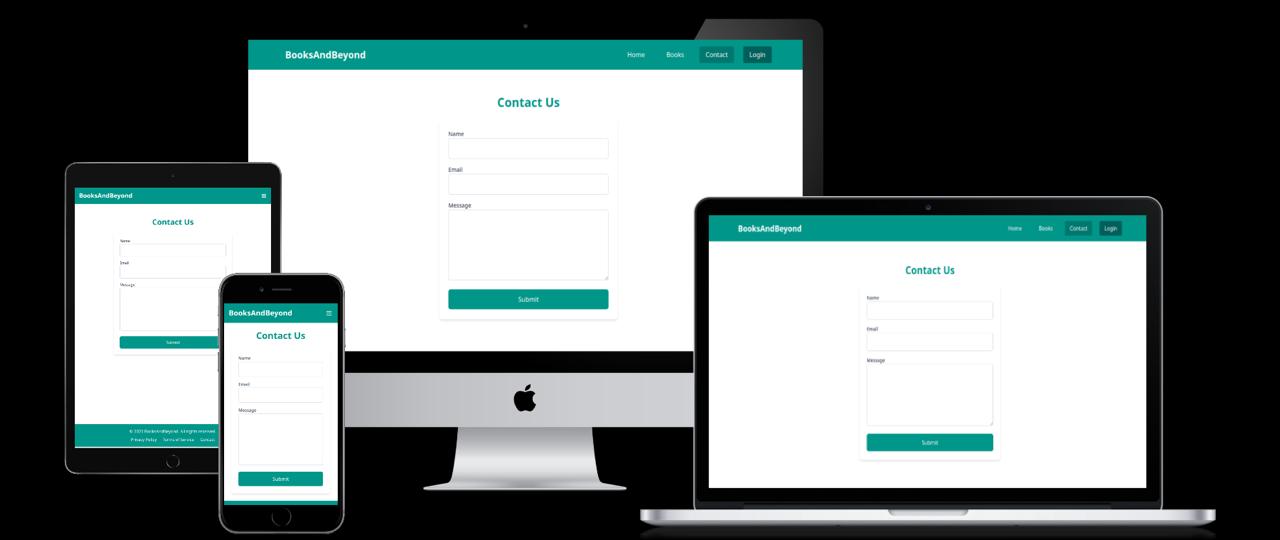 BooksAndBeyond
Home Books Contact Login
Contact Us
Name
Email
Message
Submit
BooksAndBeyond
Contact Us
Name
Email
Message
Submit
© 2023 BooksAndBeyond. All rights reserved.
Privacy Policy Terms of Service Contact
BooksAndBeyond
Contact Us
Name
Email
Message
Submit
BooksAndBeyond
Home Books Contact Login
Contact Us
Name
Email
Message
Submit